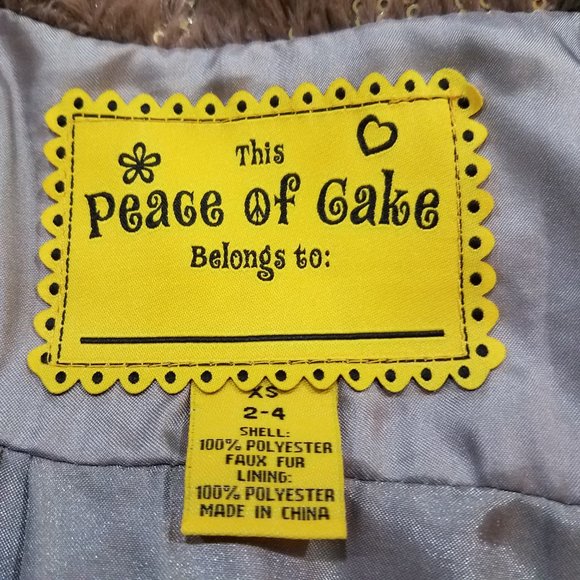 This
Peace of Cake
Belongs to:
XS
2-4
SHELL:
100% POLYESTER
FAUX FUR
LINING:
100% POLYESTER
MADE IN CHINA